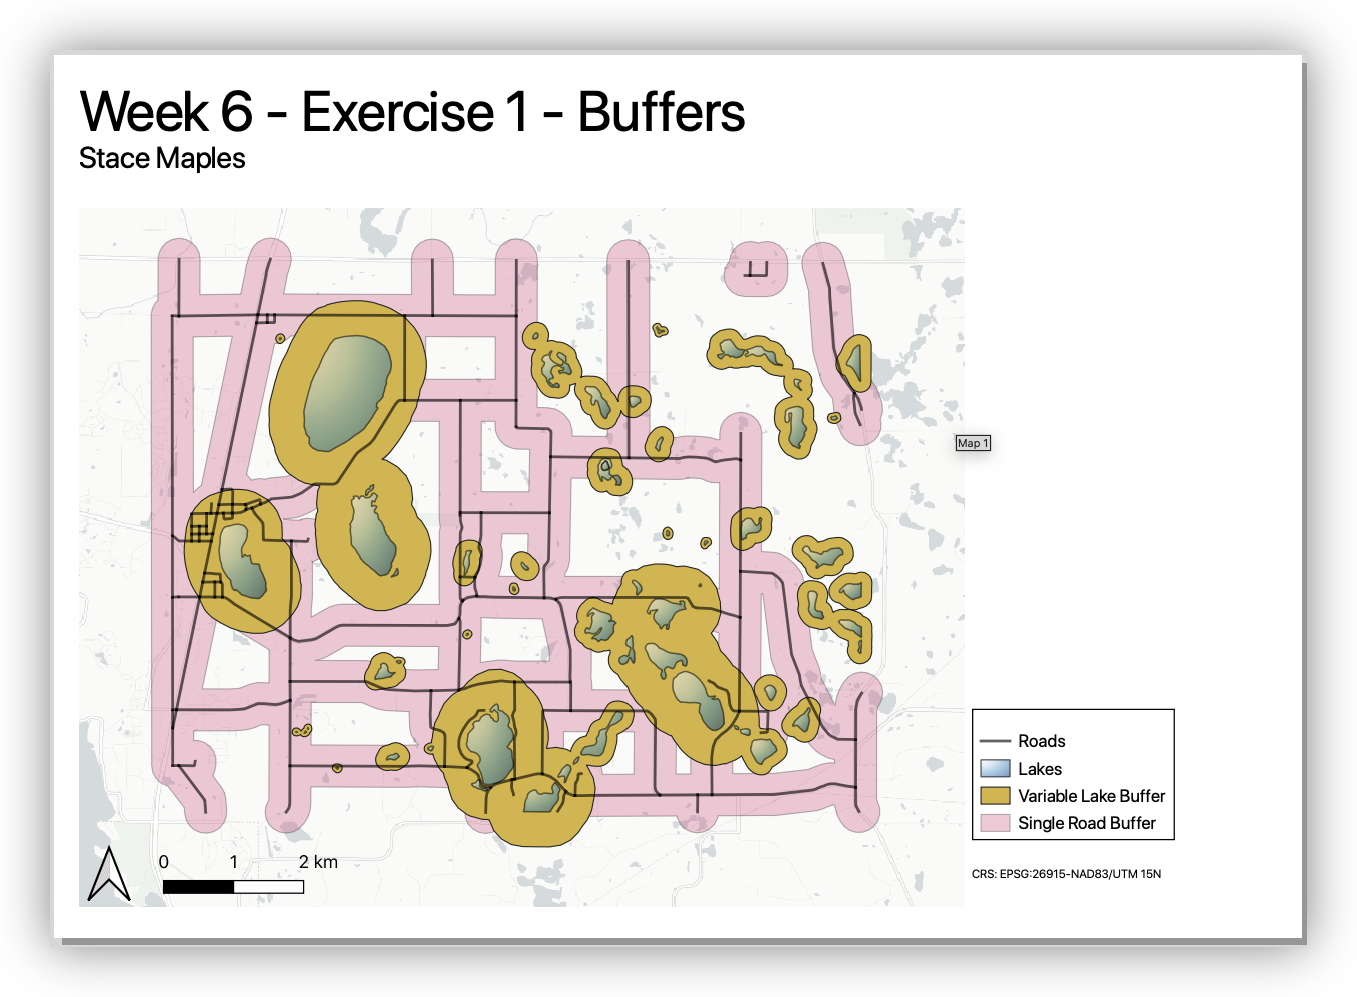 Week 6 - Exercise 1 - Buffers
Stace Maples
Map 1
Roads
Lakes
Variable Lake Buffer
Single Road Buffer
0 1 2 km
CRS: EPSG:26915-NAD83/UTM 15N